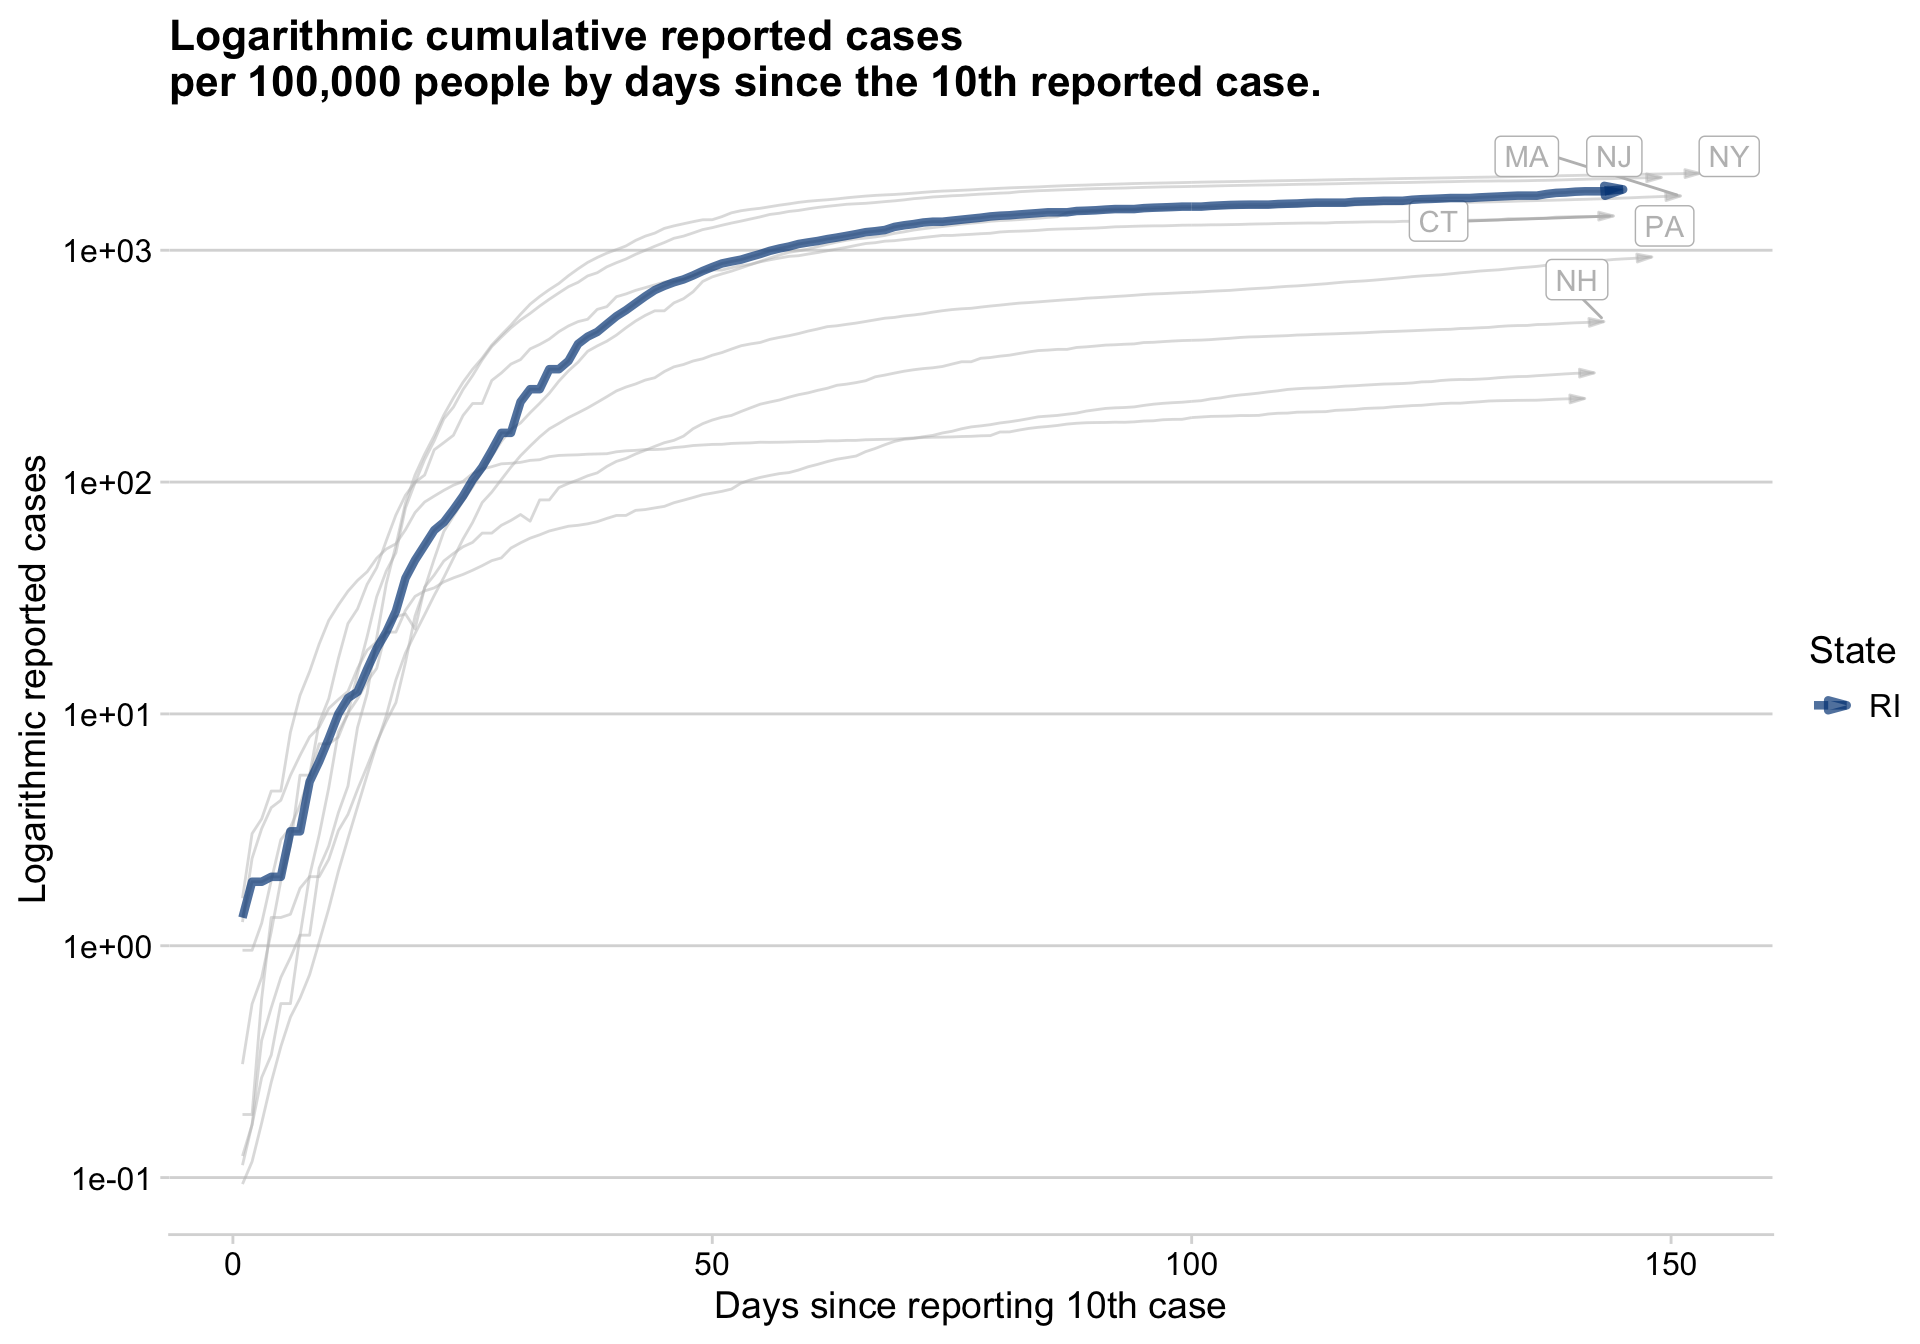 Logarithmic cumulative reported cases
per 100,000 people by days since the 10th reported case.
MA
NJ
NY
CT
PA
NH
1e+03
1e+02
1e+01
1e+00
1e-01
Logarithmic reported cases
State
RI
0
50
100
150
Days since reporting 10th case